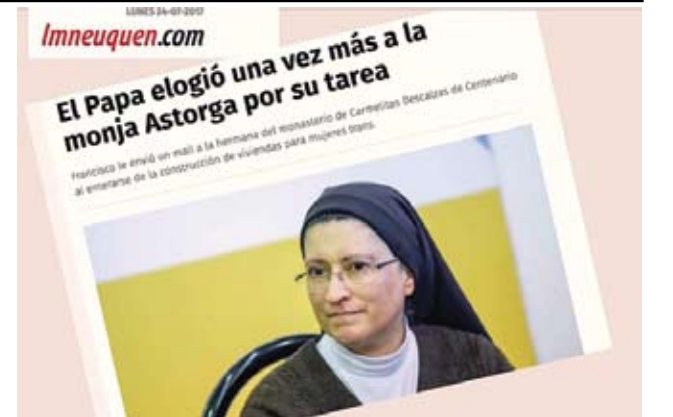 LUNES 24-07-2017
lmneuquen.com
El Papa elogió una vez más a la
monja Astorga por su tarea
Francisco le envió un mail a la hermana del monasterio de Carmelitas Descalzas de Centenario
al enterarse de la construcción de viviendas para mujeres trans.